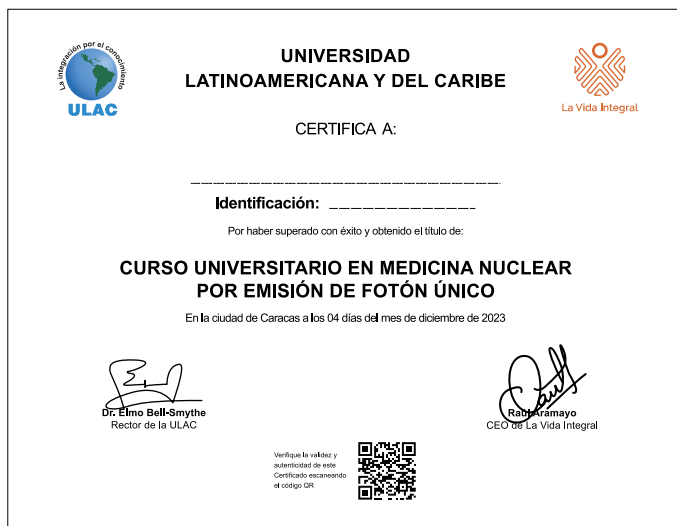 La integración por el conocimiento
ULAC
UNIVERSIDAD
LATINOAMERICANA Y DEL CARIBE
La Vida Integral
CERTIFICA A:
Identificación:
Por haber superado con éxito y obtenido el título de:
CURSO UNIVERSITARIO EN MEDICINA NUCLEAR
POR EMISIÓN DE FOTÓN ÚNICO
En la ciudad de Caracas a los 04 días del mes de diciembre de 2023
Dr. Elmo Bell-Smythe
Rector de la ULAC
Raúl Aramayo
CEO de La Vida Integral
Verifique la validez y
autenticidad de este
Certificado escaneando
el código QR